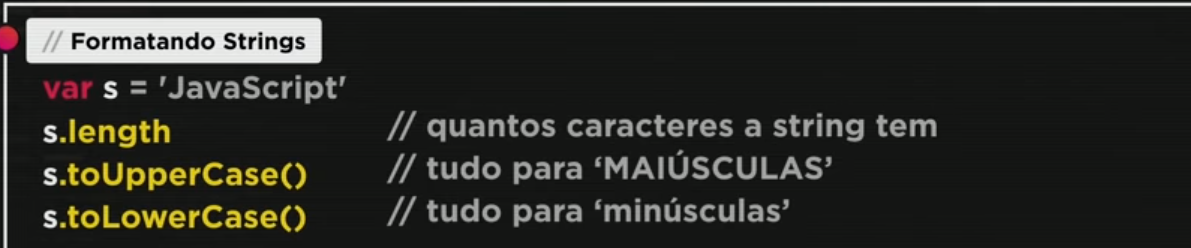 // Formatando Strings
var s = 'JavaScript'
s.length // quantos caracteres a string tem
s.toUpperCase() // tudo para ‘MAIÚSCULAS’
s.toLowerCase() // tudo para ‘minúsculas’